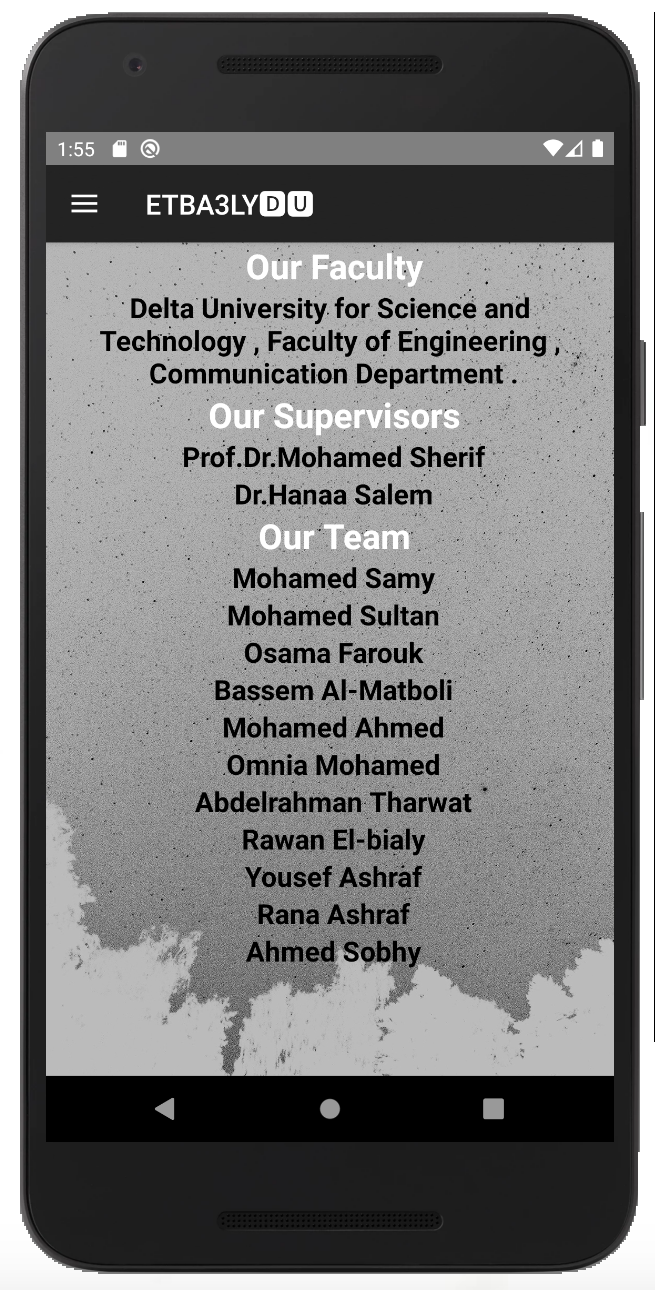 1:55
ETBA3LY🅳🆄
Our Faculty
Delta University for Science and
Technology , Faculty of Engineering ,
Communication Department .
Our Supervisors
Prof.Dr.Mohamed Sherif
Dr.Hanaa Salem
Our Team
Mohamed Samy
Mohamed Sultan
Osama Farouk
Bassem Al-Matboli
Mohamed Ahmed
Omnia Mohamed
Abdelrahman Tharwat
Rawan El-bialy
Yousef Ashraf
Rana Ashraf
Ahmed Sobhy